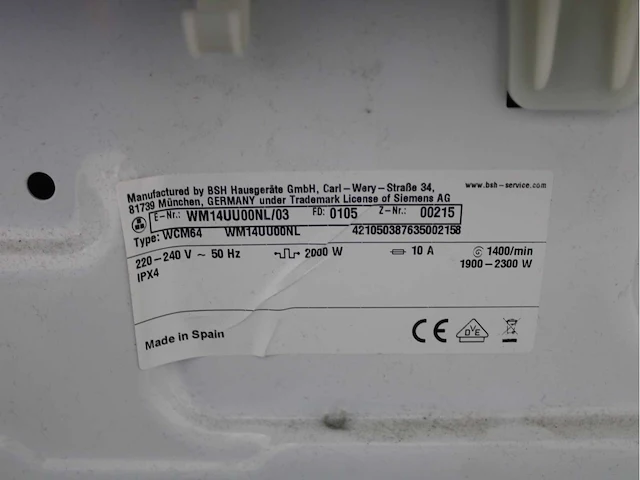 Manufactured by BSH Hausgeräte GmbH, Carl-Wery-Straße 34, www.bsh-service.com
81739 München, GERMANY under Trademark License of Siemens AG
E-Nr.: WM14UU00NL/03 FD: 0105 Z-Nr.: 00215
Type: WCM64 WM14UU00NL 421050387635002158
220-240 V ~ 50 Hz 2000 W 10 A 1400/min
IPX4 1900-2300 W
Made in Spain CE DVE